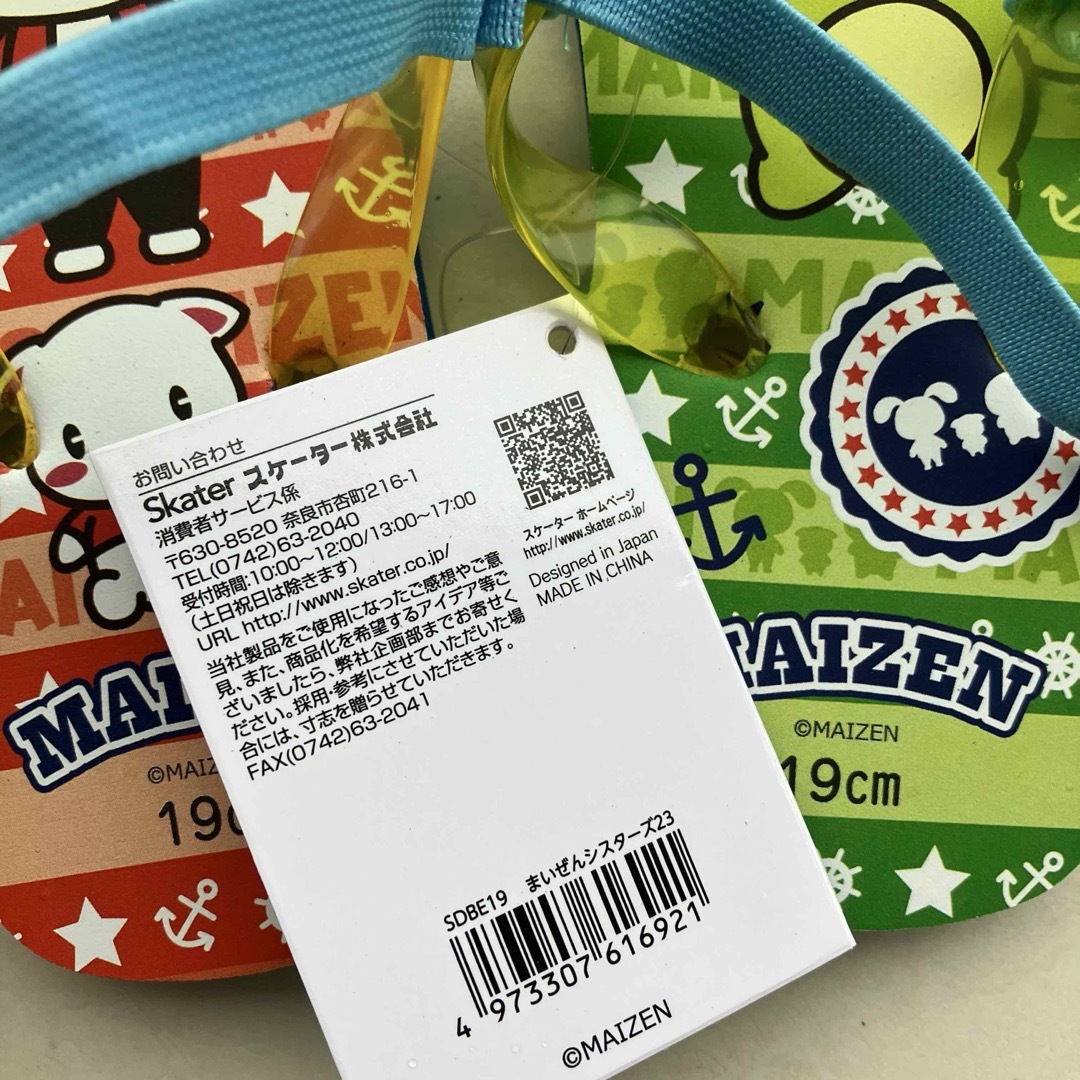 お問い合わせ
Skater スケーター株式会社
消費者サービス係
〒630-8520 奈良市杏町216-1
TEL(0742)63-2040
受付時間:10:00〜12:00/13:00〜17:00
(土日祝日は除きます)
URL http://www.skater.co.jp/
当社製品をご使用になったご感想やご意
見、また、商品化を希望するアイデア等ご
ざいましたら、弊社企画部までお寄せく
ださい。採用・参考にさせていただいた場
合には、寸志を贈らせていただきます。
FAX(0742)63-2041
スケーター ホームページ
http://www.skater.co.jp/
Designed in Japan
MADE IN CHINA
SDBE19 まいぜんシスターズ23
4 973307 616921
©MAIZEN
MAI
©MAIZ
19c
MAIZEN
©MAIZEN
19cm